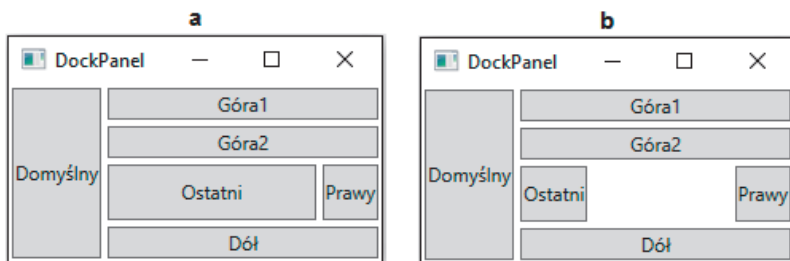 a
DockPanel
Góra1
Góra2
Domyślny
Ostatni
Prawy
Dół
b
DockPanel
Góra1
Góra2
Domyślny
Ostatni
Prawy
Dół